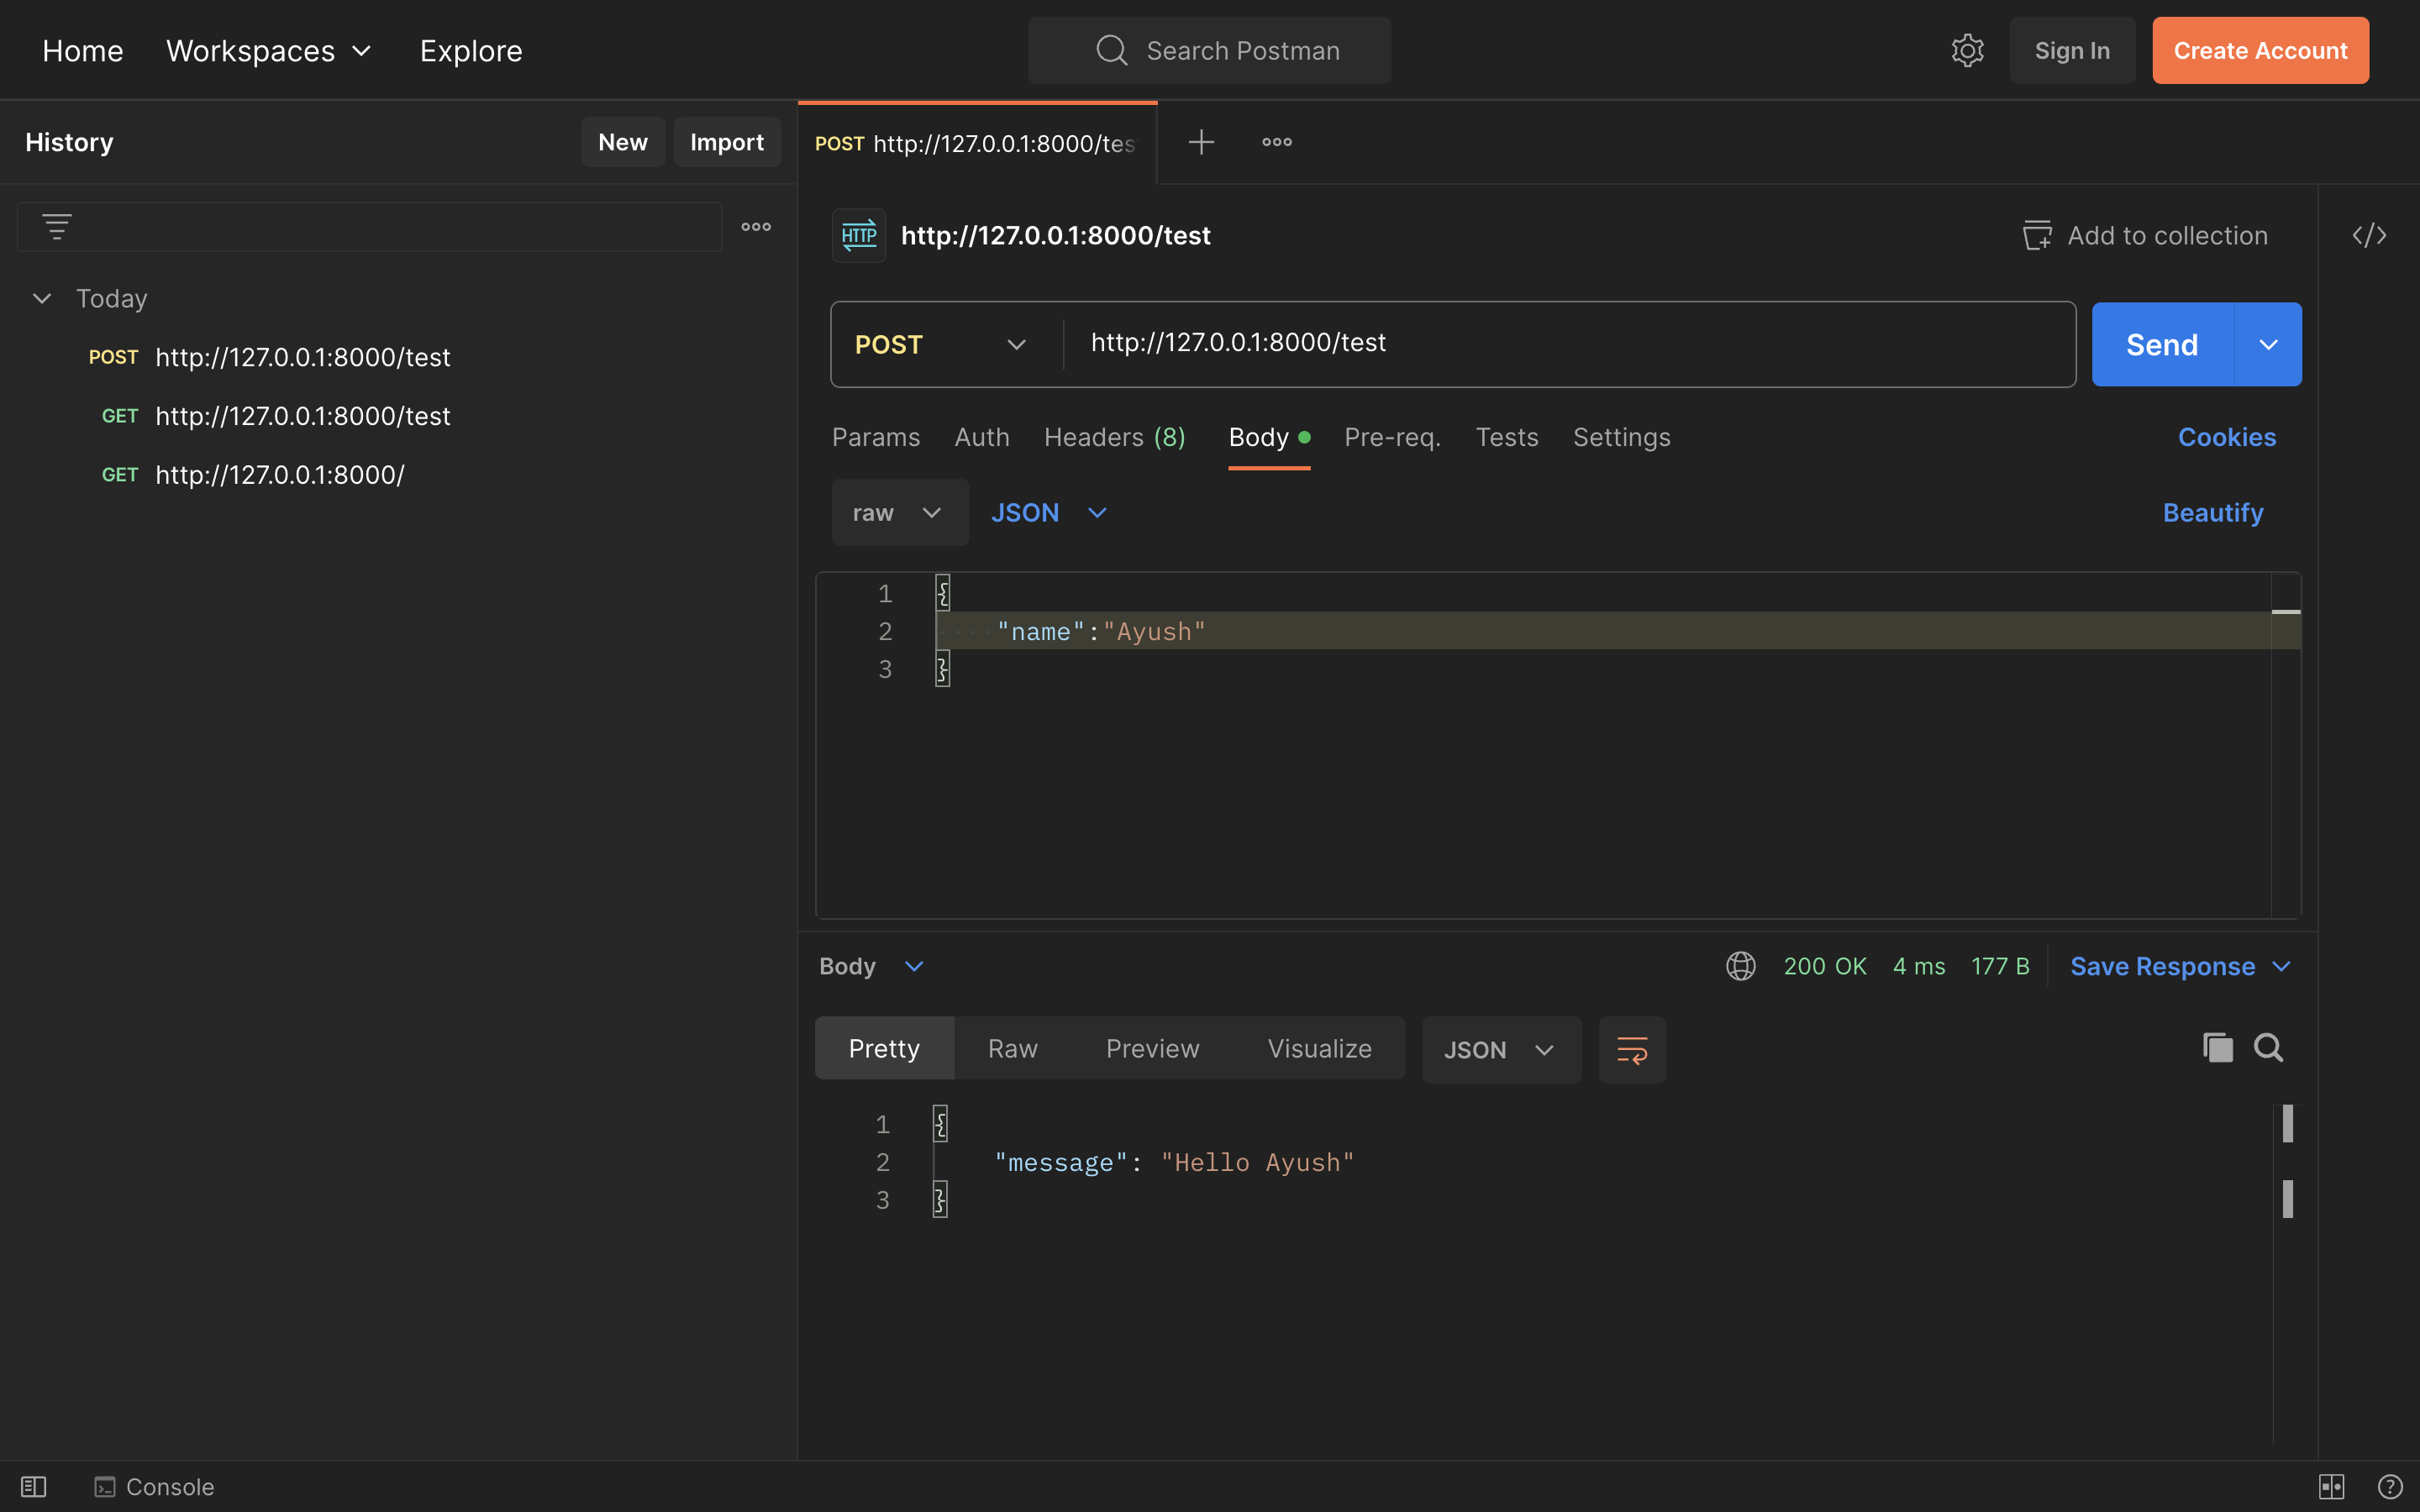 Home Workspaces Explore Search Postman Sign In Create Account
History New Import
POST http://127.0.0.1:8000/tes
HTTP http://127.0.0.1:8000/test Add to collection
Today
POST http://127.0.0.1:8000/test
GET http://127.0.0.1:8000/test
GET http://127.0.0.1:8000/
POST http://127.0.0.1:8000/test Send
Params Auth Headers (8) Body Pre-req. Tests Settings Cookies
raw JSON Beautify
1 {
2 "name":"Ayush"
3 }
Body 200 OK 4 ms 177 B Save Response
Pretty Raw Preview Visualize JSON
1 {
2 "message": "Hello Ayush"
3 }
Console